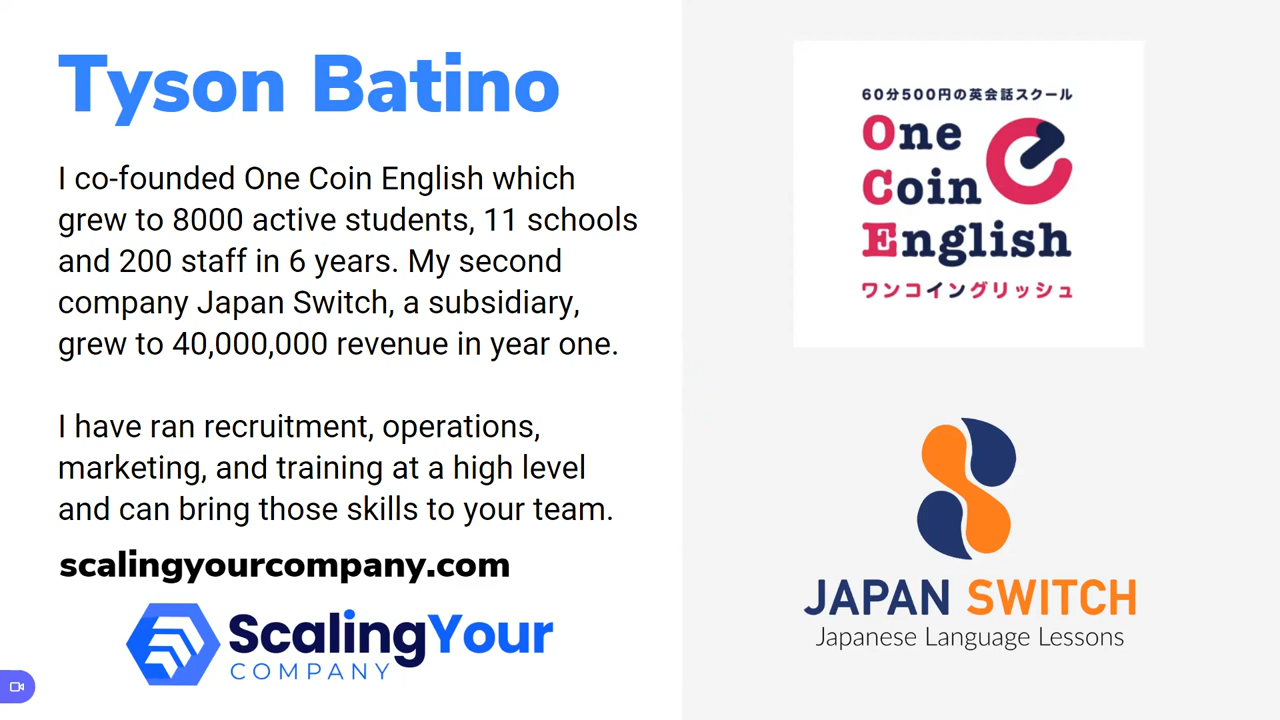 Tyson Batino
I co-founded One Coin English which
grew to 8000 active students, 11 schools
and 200 staff in 6 years. My second
company Japan Switch, a subsidiary,
grew to 40,000,000 revenue in year one.
I have ran recruitment, operations,
marketing, and training at a high level
and can bring those skills to your team.
scalingyourcompany.com
ScalingYour
COMPANY
60分500円の英会話スクール
One
Coin
English
ワンコイングリッシュ
JAPAN SWITCH
Japanese Language Lessons